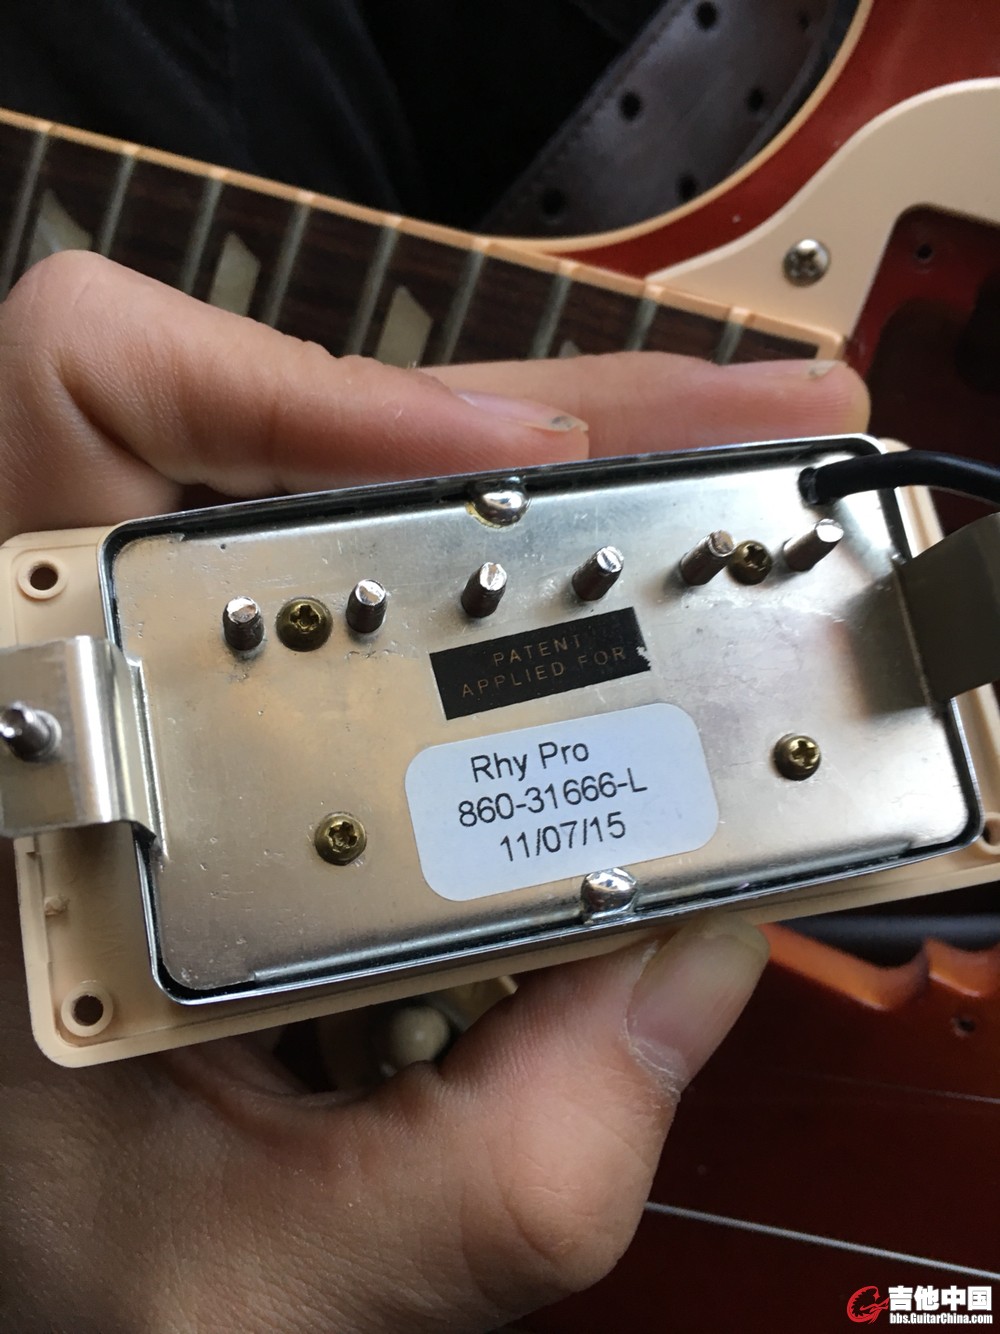 PATENT
APPLIED FOR
Rhy Pro
860-31666-L
11/07/15
吉他中国
bbs.GuitarChina.com